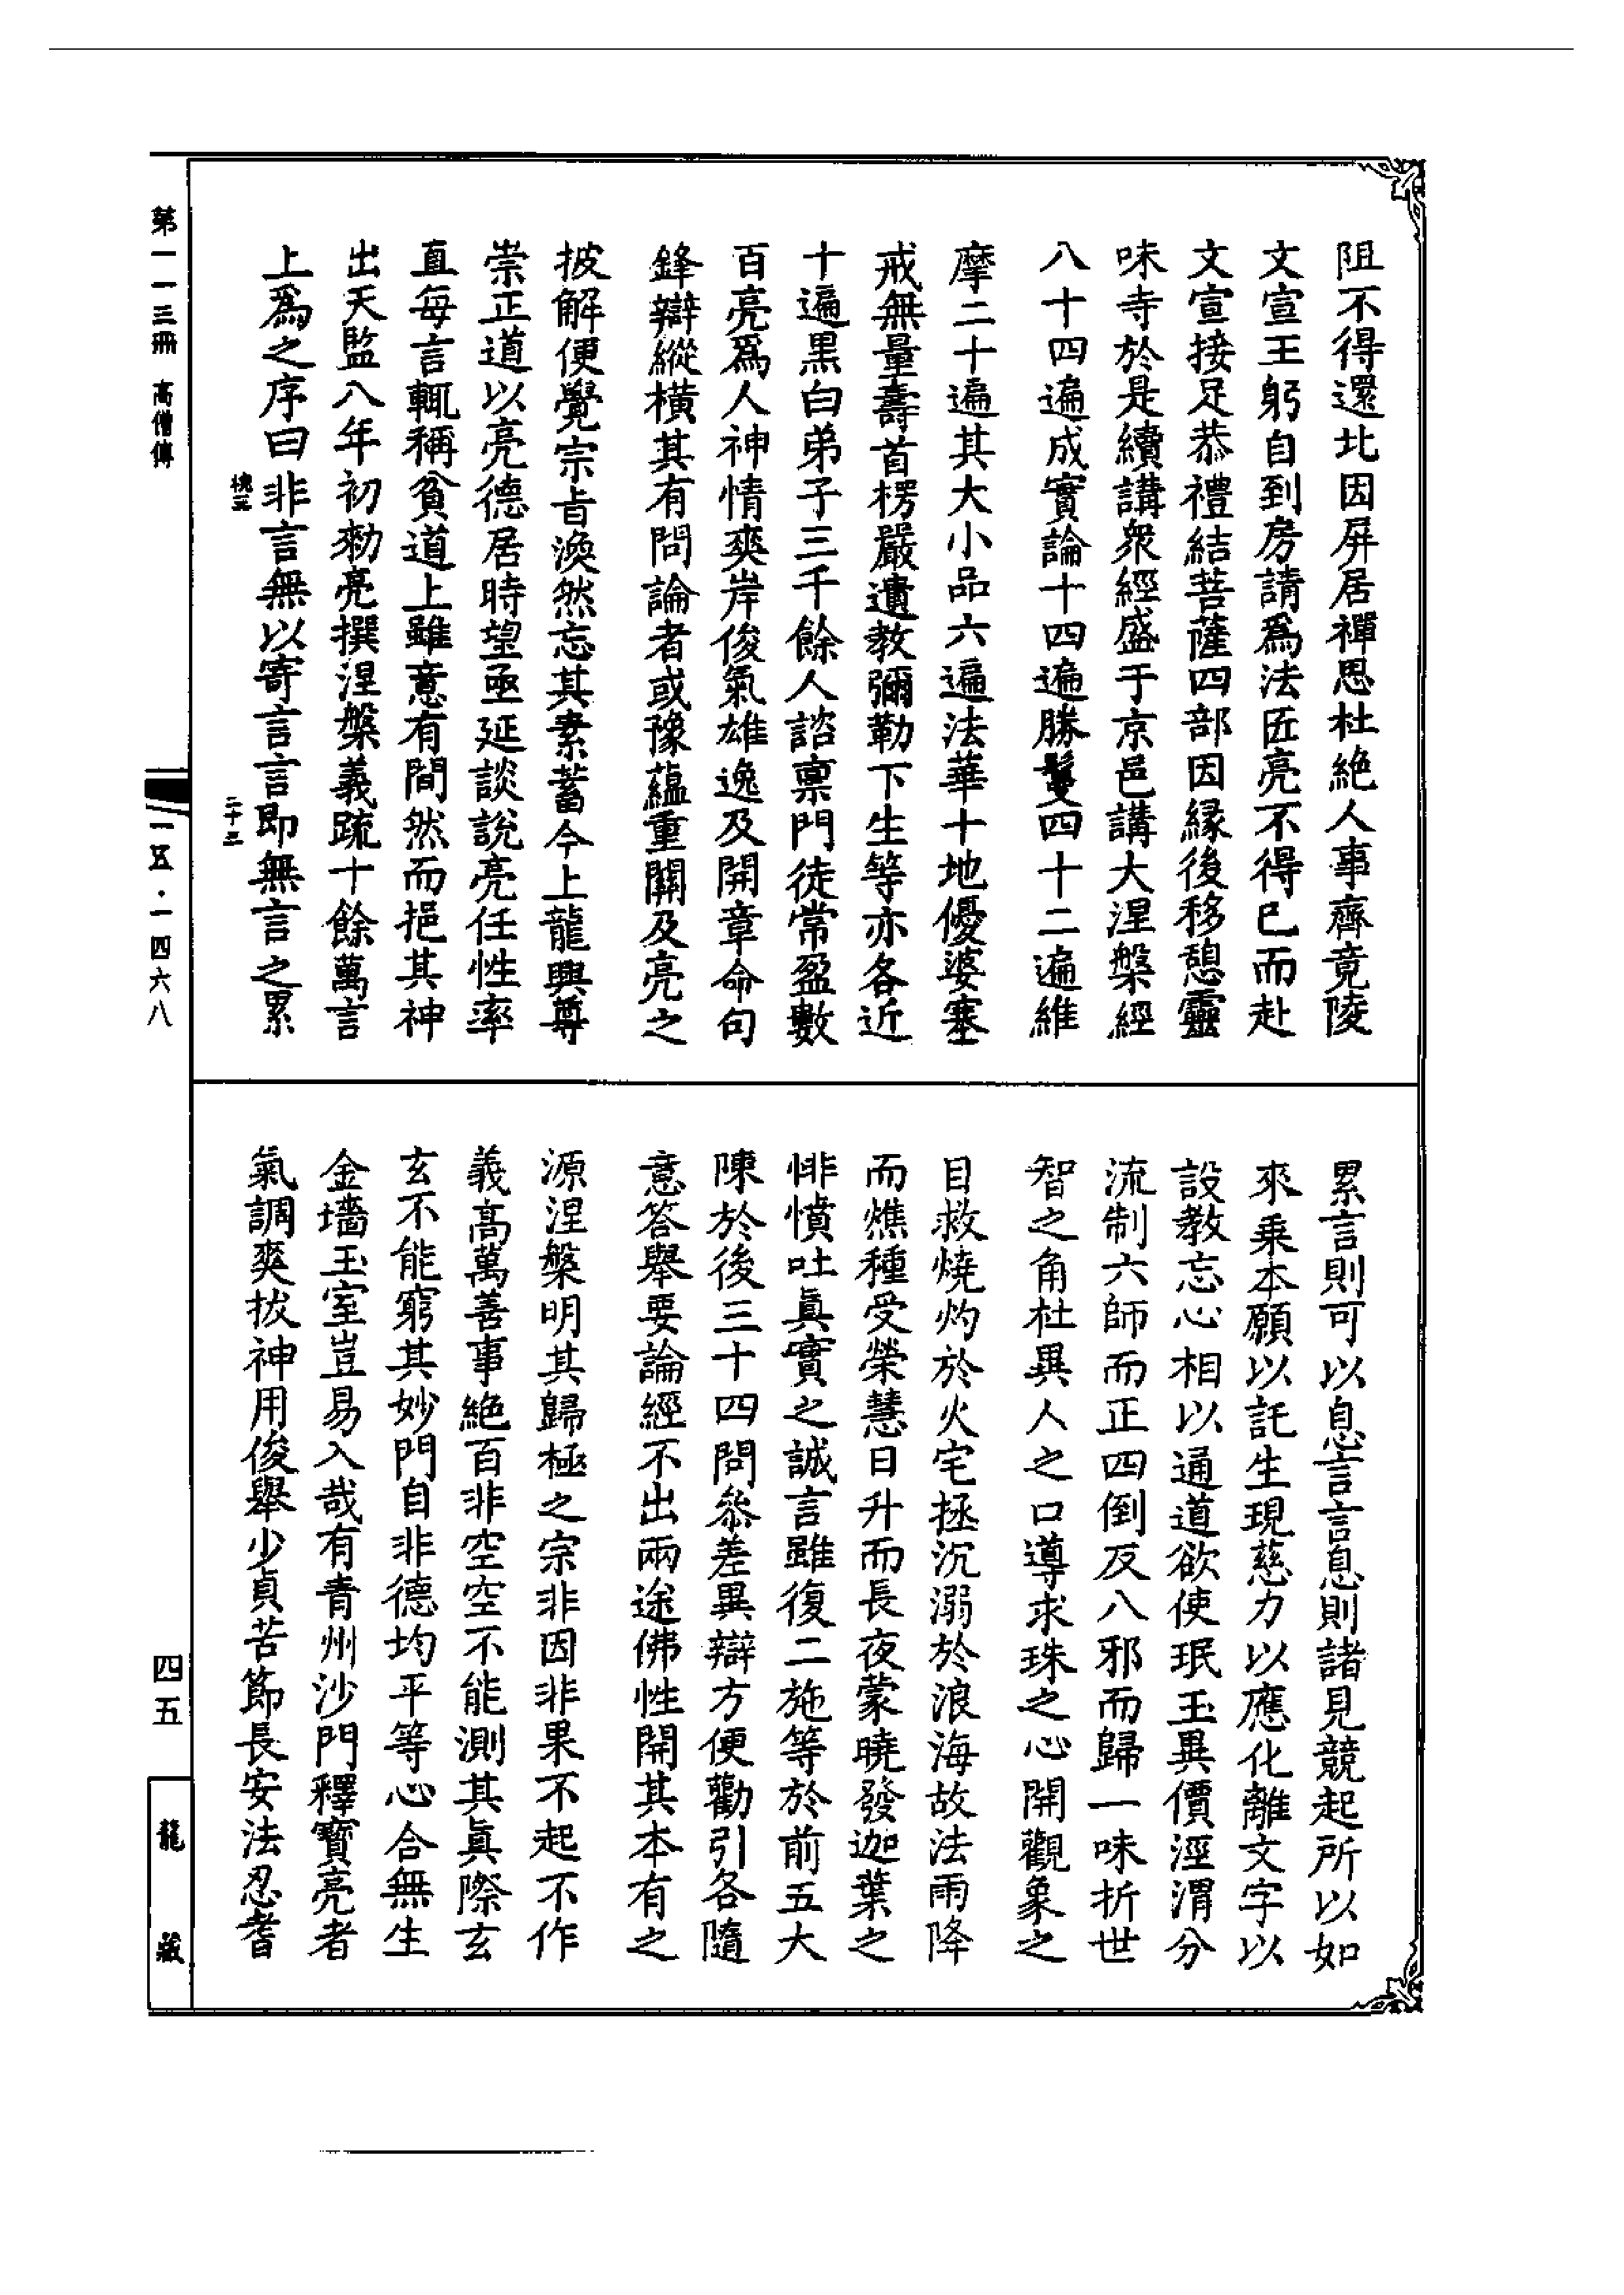 阻不得還北因屏居禪思杜絶人事齊竟陵
文宣王躬自到房請爲法匠亮不得已而赴
文宣接足恭禮結菩薩四部因縁後移憩靈
味寺於是續講衆經盛于京邑講大涅槃經
八十四遍成實論十四遍勝鬘四十二遍維
摩二十遍其大小品六遍法華十地優婆塞
戒無量壽首楞嚴遺教彌勒下生等亦各近
十遍黒白弟子三千餘人諮禀門徒常盈數
百亮爲人神情爽岸俊氣雄逸及開章命句
鋒辯縱横其有問論者或豫蘊重關及亮之
披解便覺宗旨渙然忘其素蓄今上龍興尊
崇正道以亮德居時望亟延談説亮任性率
直每言輒稱貧道上雖意有間然而挹其神
出天監八年初勑亮撰涅槃義疏十餘萬言
上爲之序曰非言無以寄言言即無言之累
二十三
累言則可以息言言息則諸見競起所以如
來乗本願以託生現慈力以應化離文字以
設教忘心相以通道欲使珉玉異價涇渭分
流制六師而正四倒反八邪而歸一味折世
智之角杜異人之口導求珠之心開觀象之
目救燒灼於火宅拯沉溺於浪海故法雨降
而燋種受榮慧日升而長夜蒙曉發迦葉之
悱憤吐眞實之誠言雖復二施等於前五大
陳於後三十四問叅差異辯方便勸引各隨
意答舉要論經不出兩途佛性開其本有之
源涅槃明其歸極之宗非因非果不起不作
義高萬善事絶百非空空不能測其眞際玄
玄不能窮其妙門自非德均平等心合無生
金墻玉室豈易入哉有青州沙門釋寶亮者
氣調爽拔神用俊舉少貞苦節長安法忍耆
第一一三冊 高僧傳
一五·一四六八
四五
龍藏